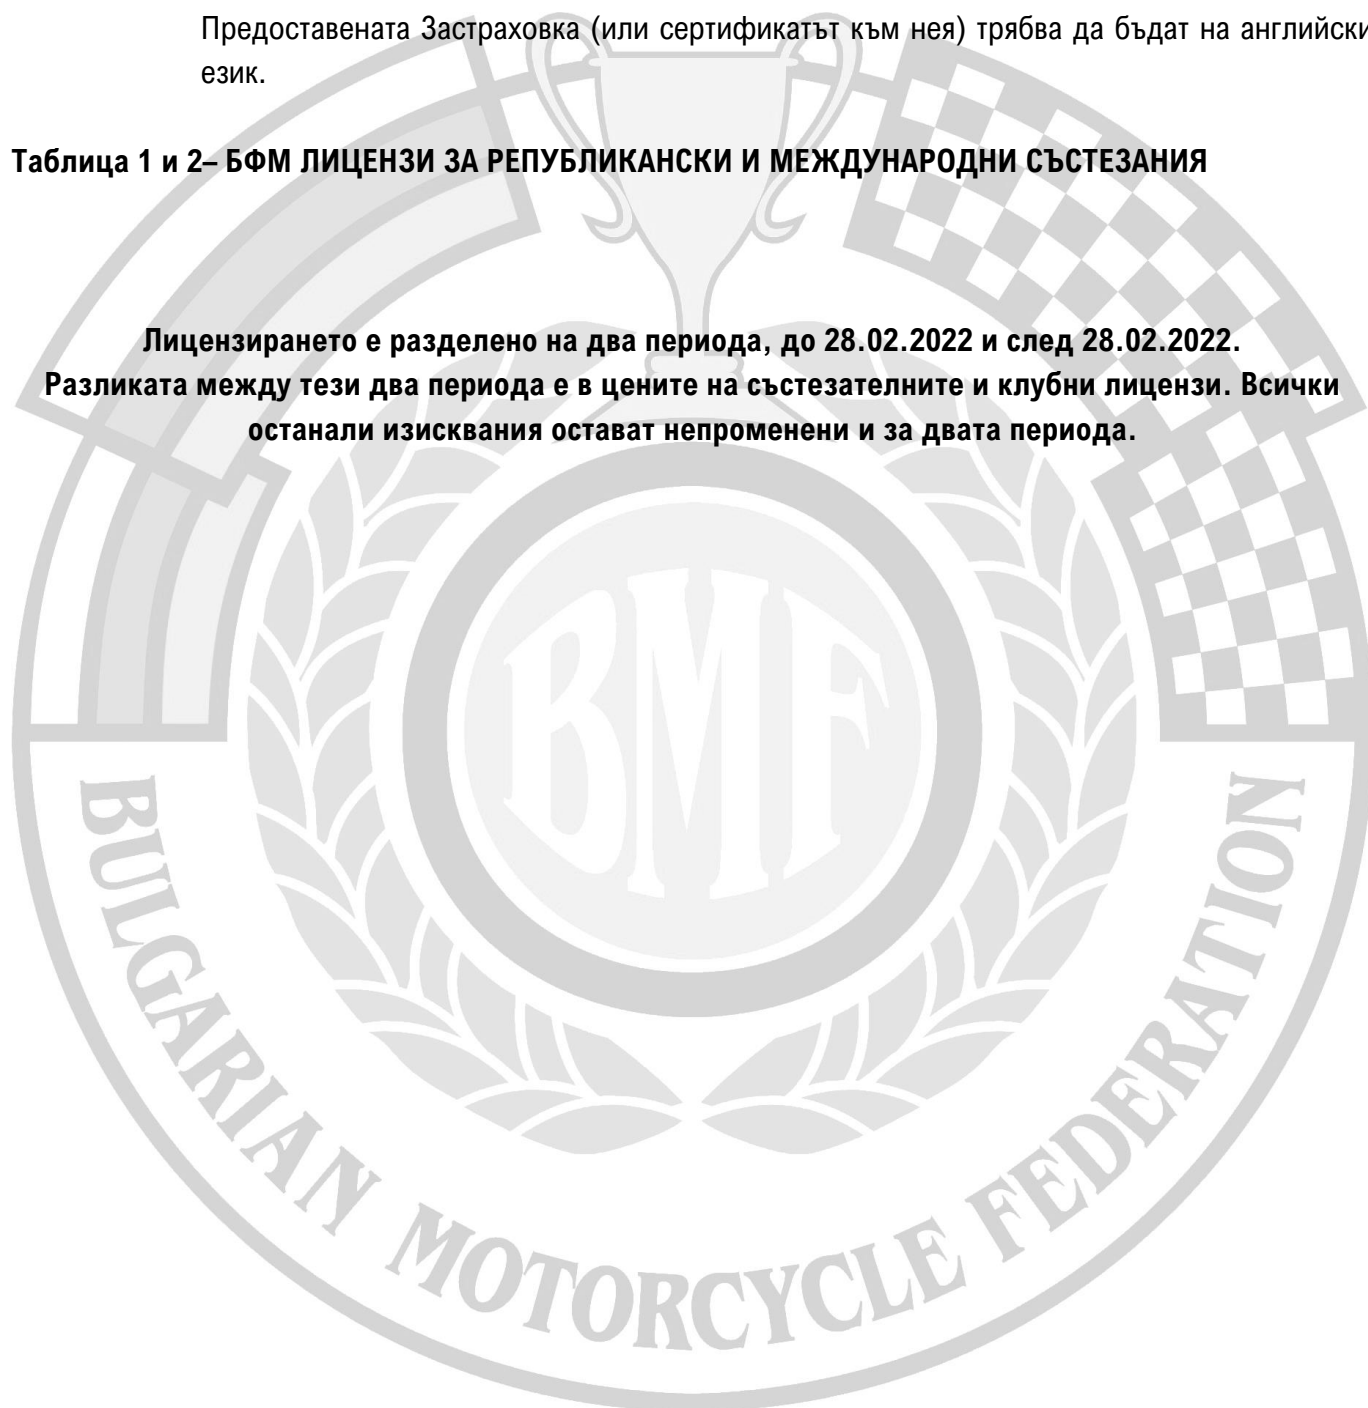 Предоставената Застраховка (или сертификатът към нея) трябва да бъдат на английски
език.
Таблица 1 и 2– БФМ ЛИЦЕНЗИ ЗА РЕПУБЛИКАНСКИ И МЕЖДУНАРОДНИ СЪСТЕЗАНИЯ
Лицензирането е разделено на два периода, до 28.02.2022 и след 28.02.2022.
Разликата между тези два периода е в цените на състезателните и клубни лицензи. Всички
останали изисквания остават непроменени и за двата периода.
BMF
BULGARIAN MOTORCYCLE FEDERATION